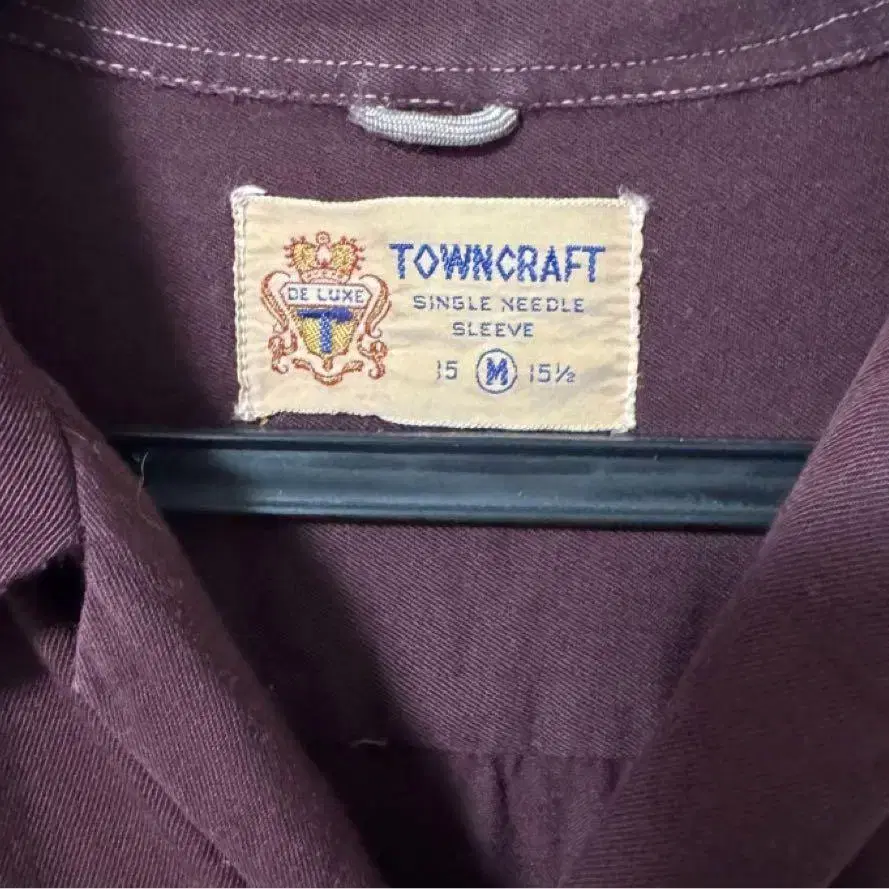 DE LUXE
T
TOWNCRAFT
SINGLE NEEDLE
SLEEVE
15 M 15½